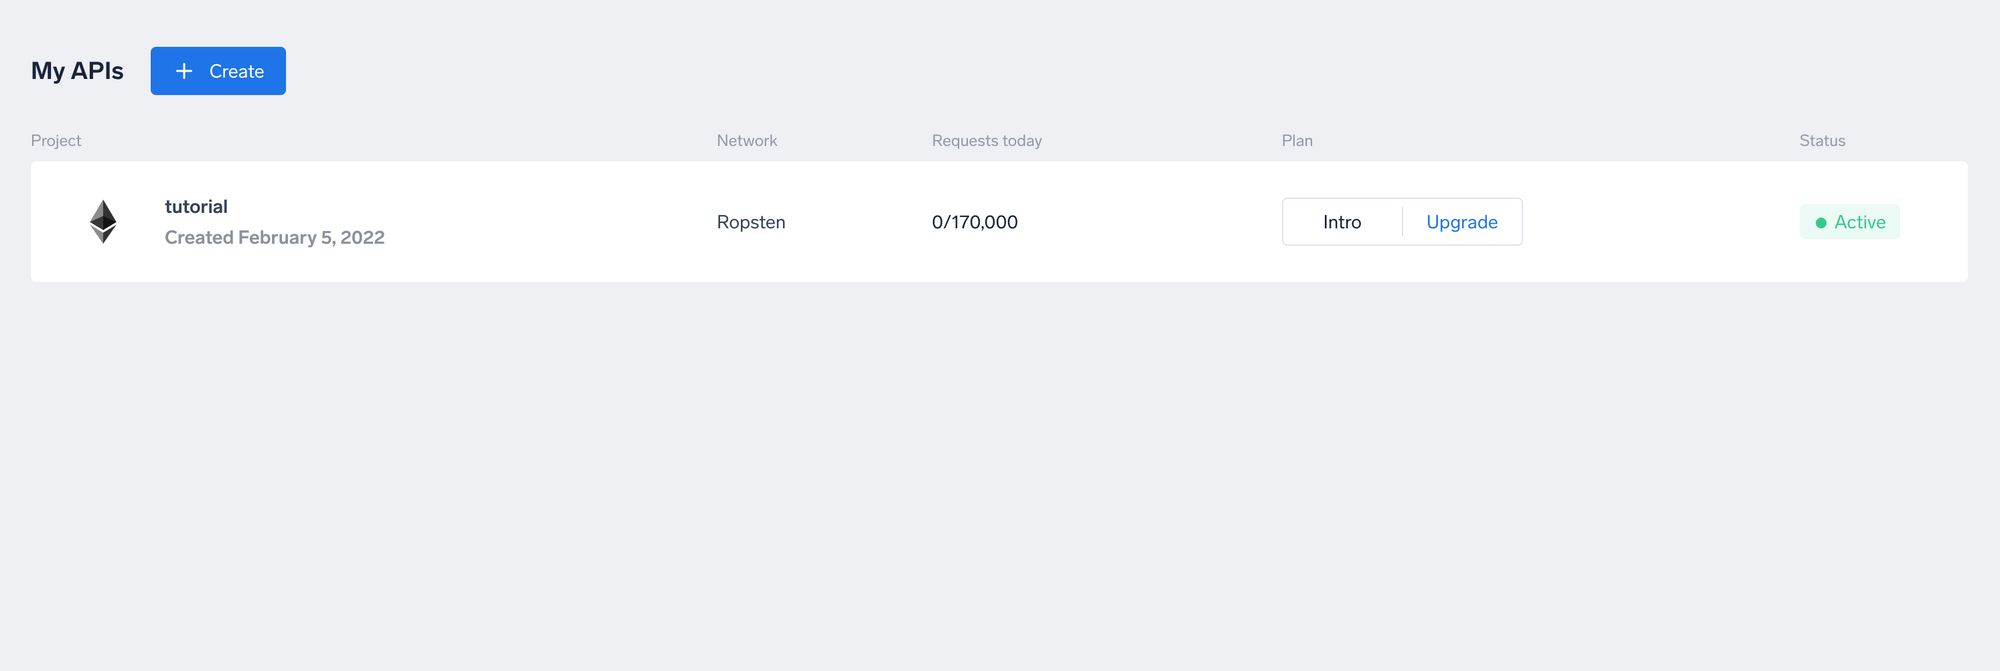 My APIs
+ Create
Project Network Requests today Plan Status
tutorial
Created February 5, 2022
Ropsten
0/170,000
Intro
Upgrade
Active